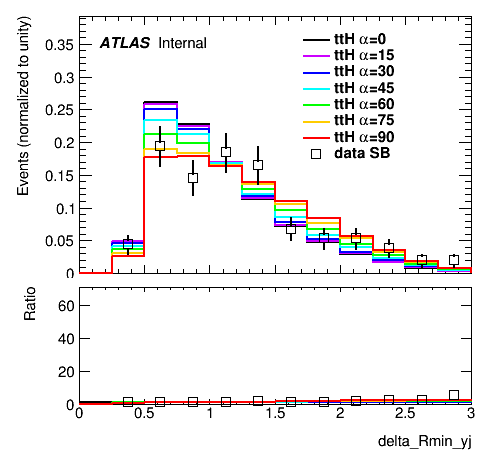 Events (normalized to unity)
0.35
0.3
0.25
0.2
0.15
0.1
0.05
0
ATLAS Internal
ttH α=0
ttH α=15
ttH α=30
ttH α=45
ttH α=60
ttH α=75
ttH α=90
data SB
Ratio
60
40
20
0
0 0.5 1 1.5 2 2.5 3
delta_Rmin_yj